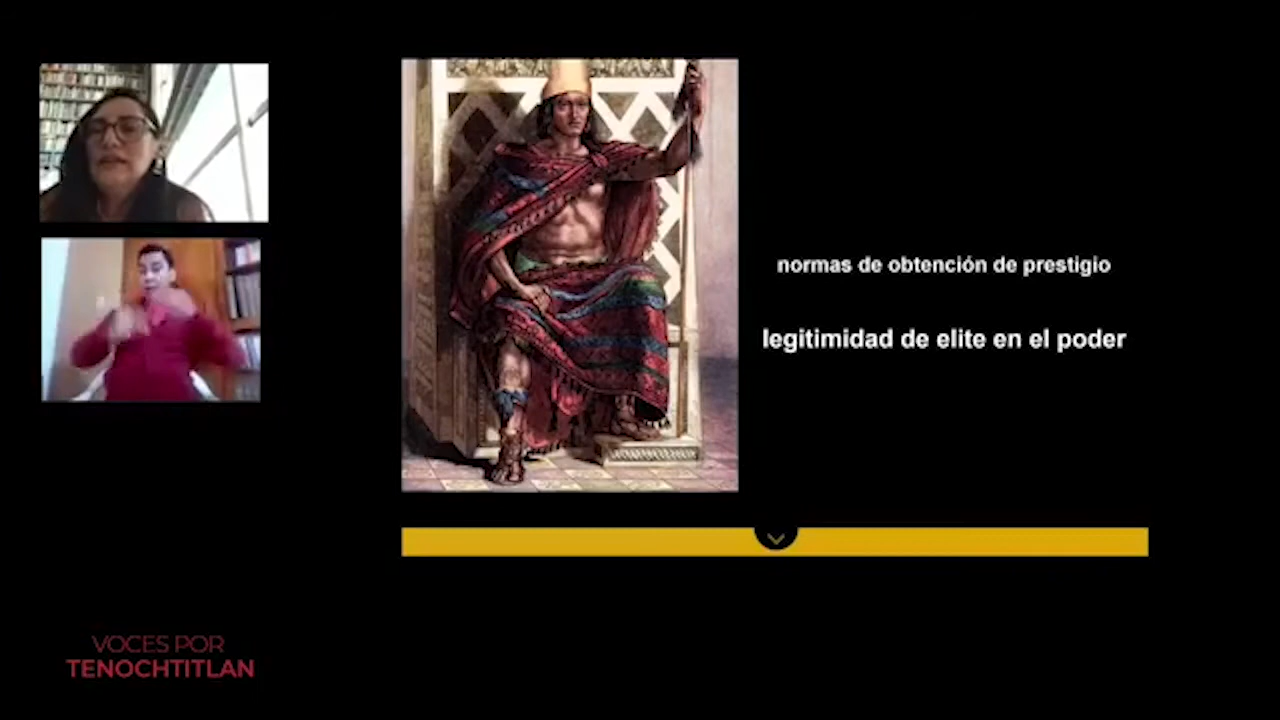 normas de obtención de prestigio
legitimidad de elite en el poder
VOCES POR
TENOCHTITLAN